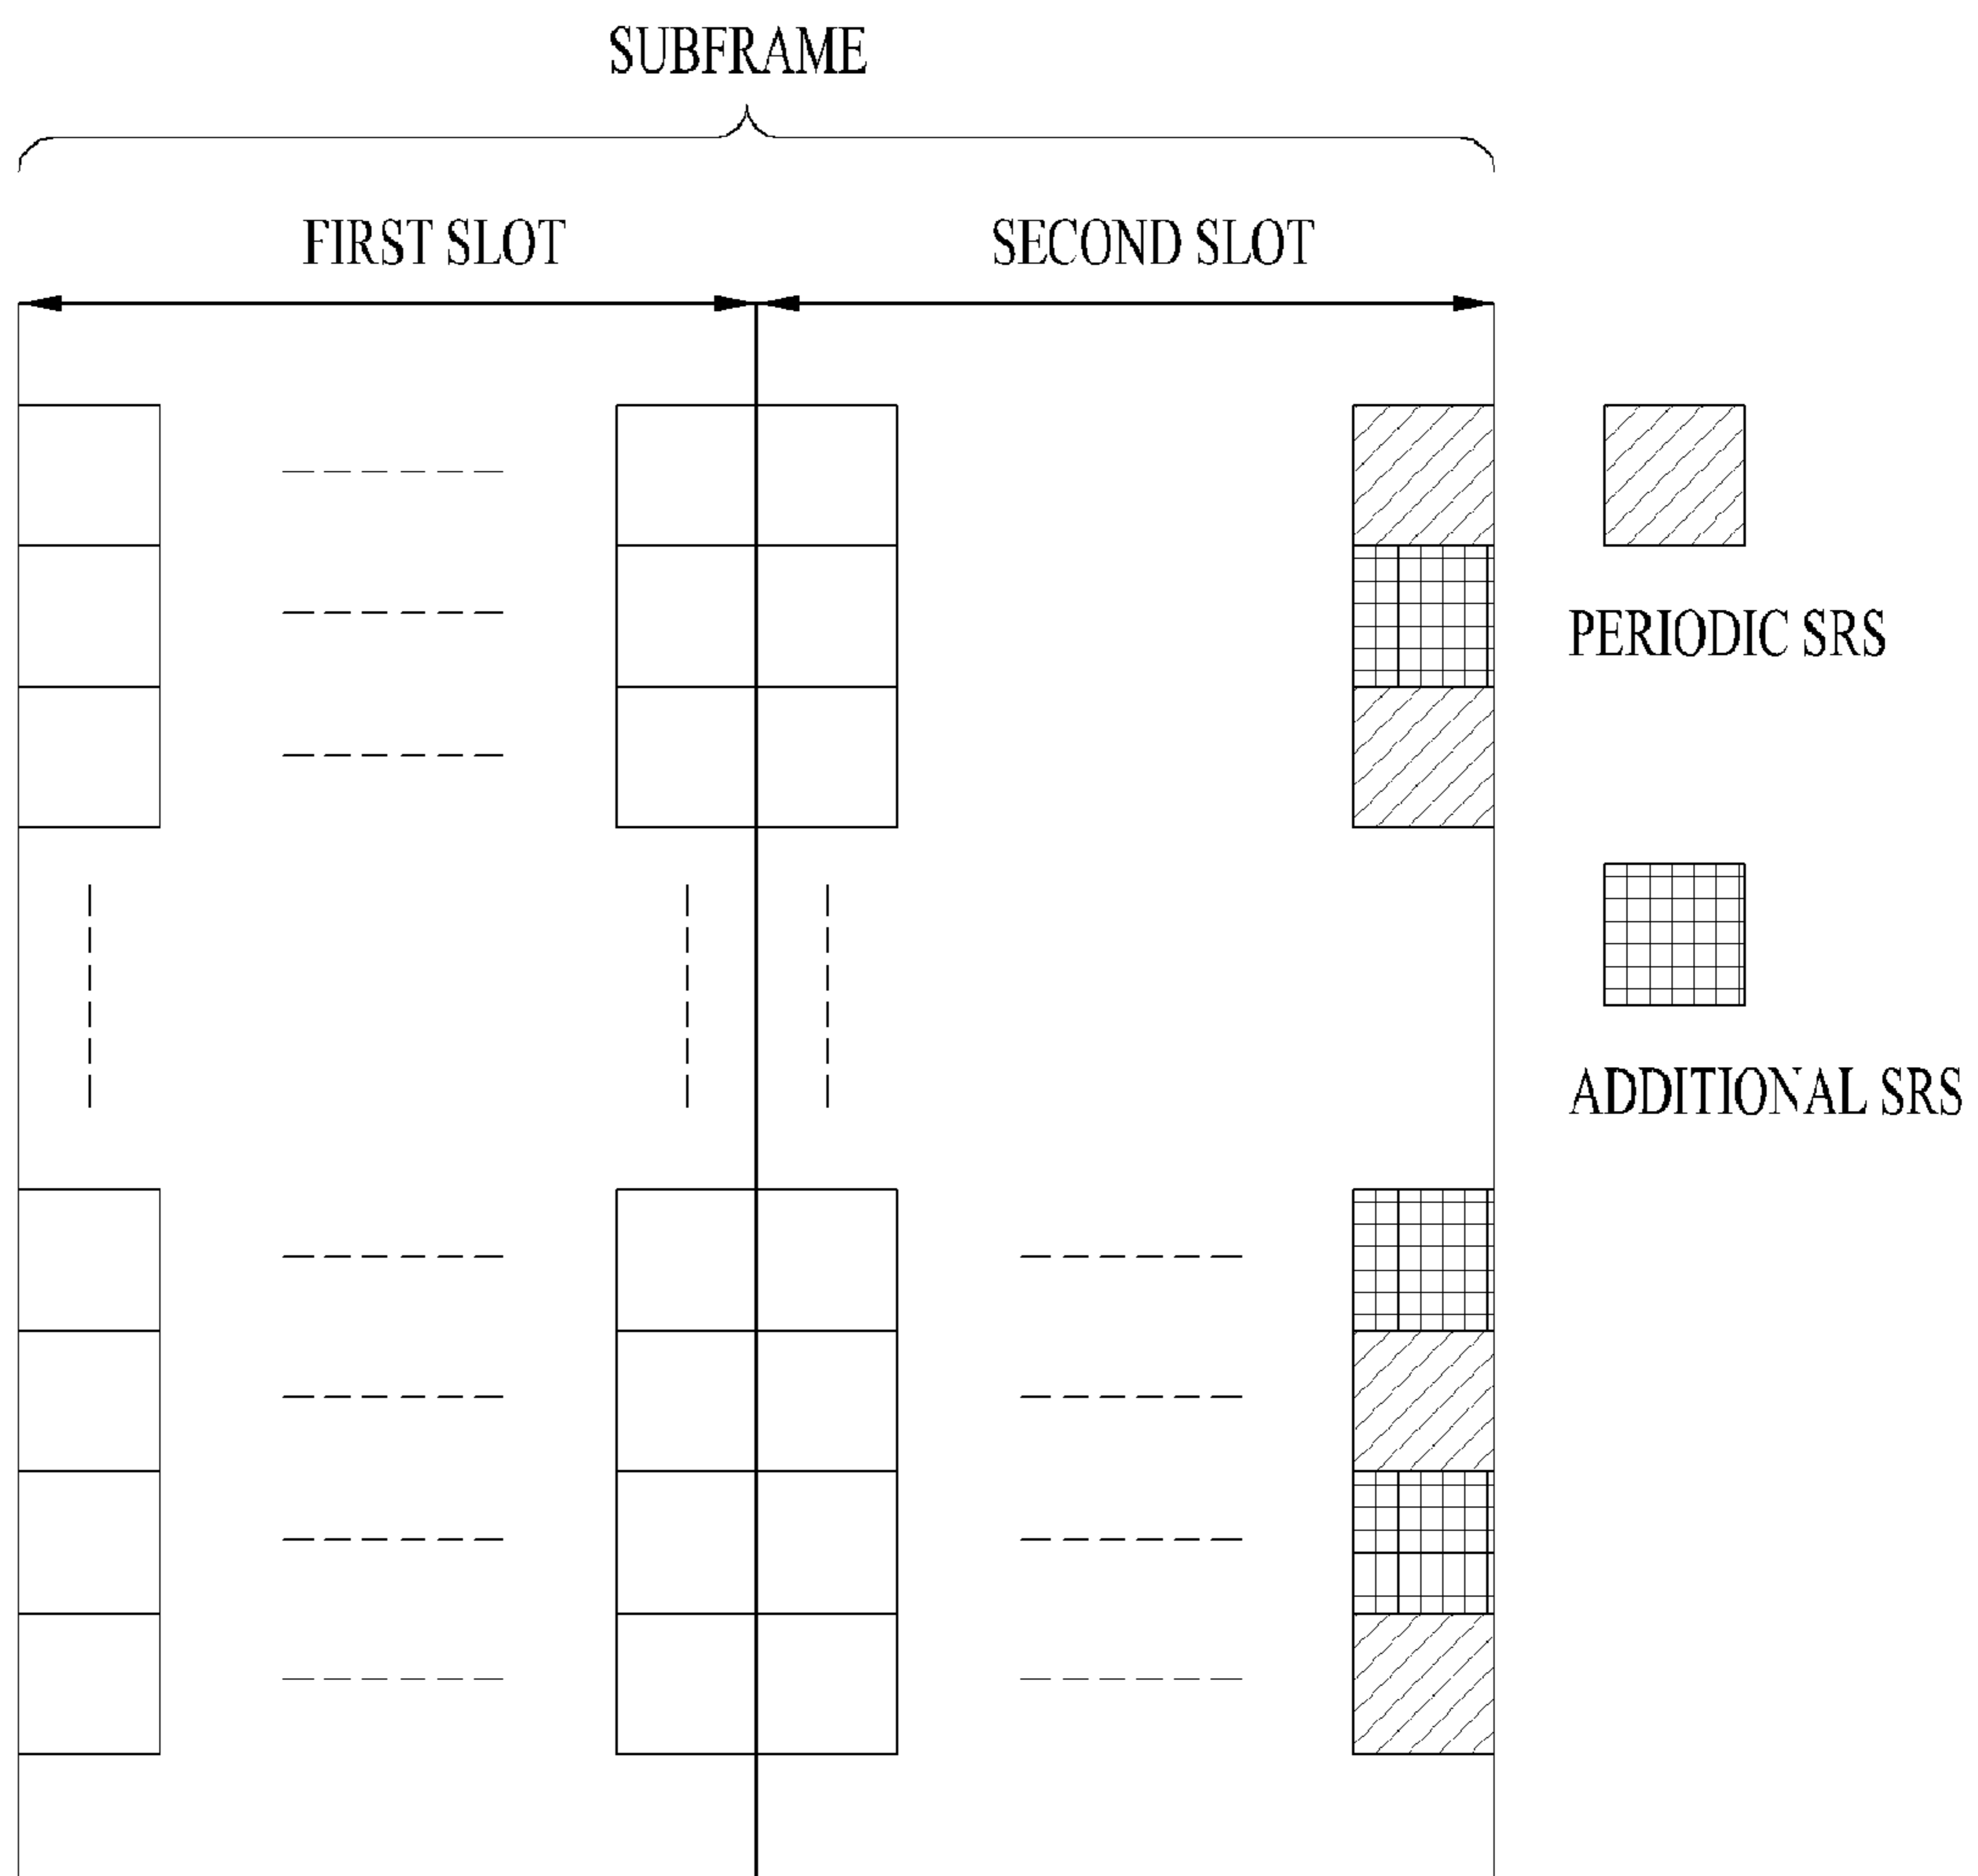 SUBFRAME
FIRST SLOT
SECOND SLOT
PERIODIC SRS
ADDITIONAL SRS